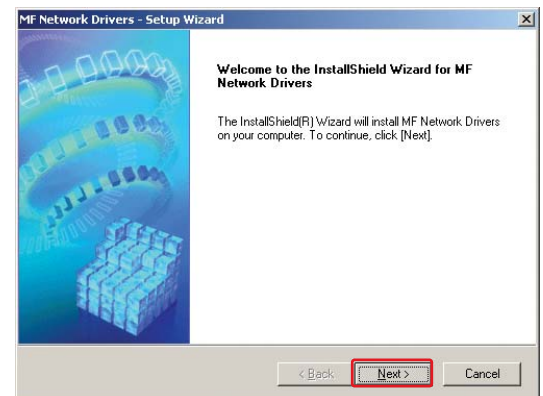 MF Network Drivers - Setup Wizard
Welcome to the InstallShield Wizard for MF
Network Drivers
The InstallShield(R) Wizard will install MF Network Drivers
on your computer. To continue, click [Next].
< Back
Next >
Cancel